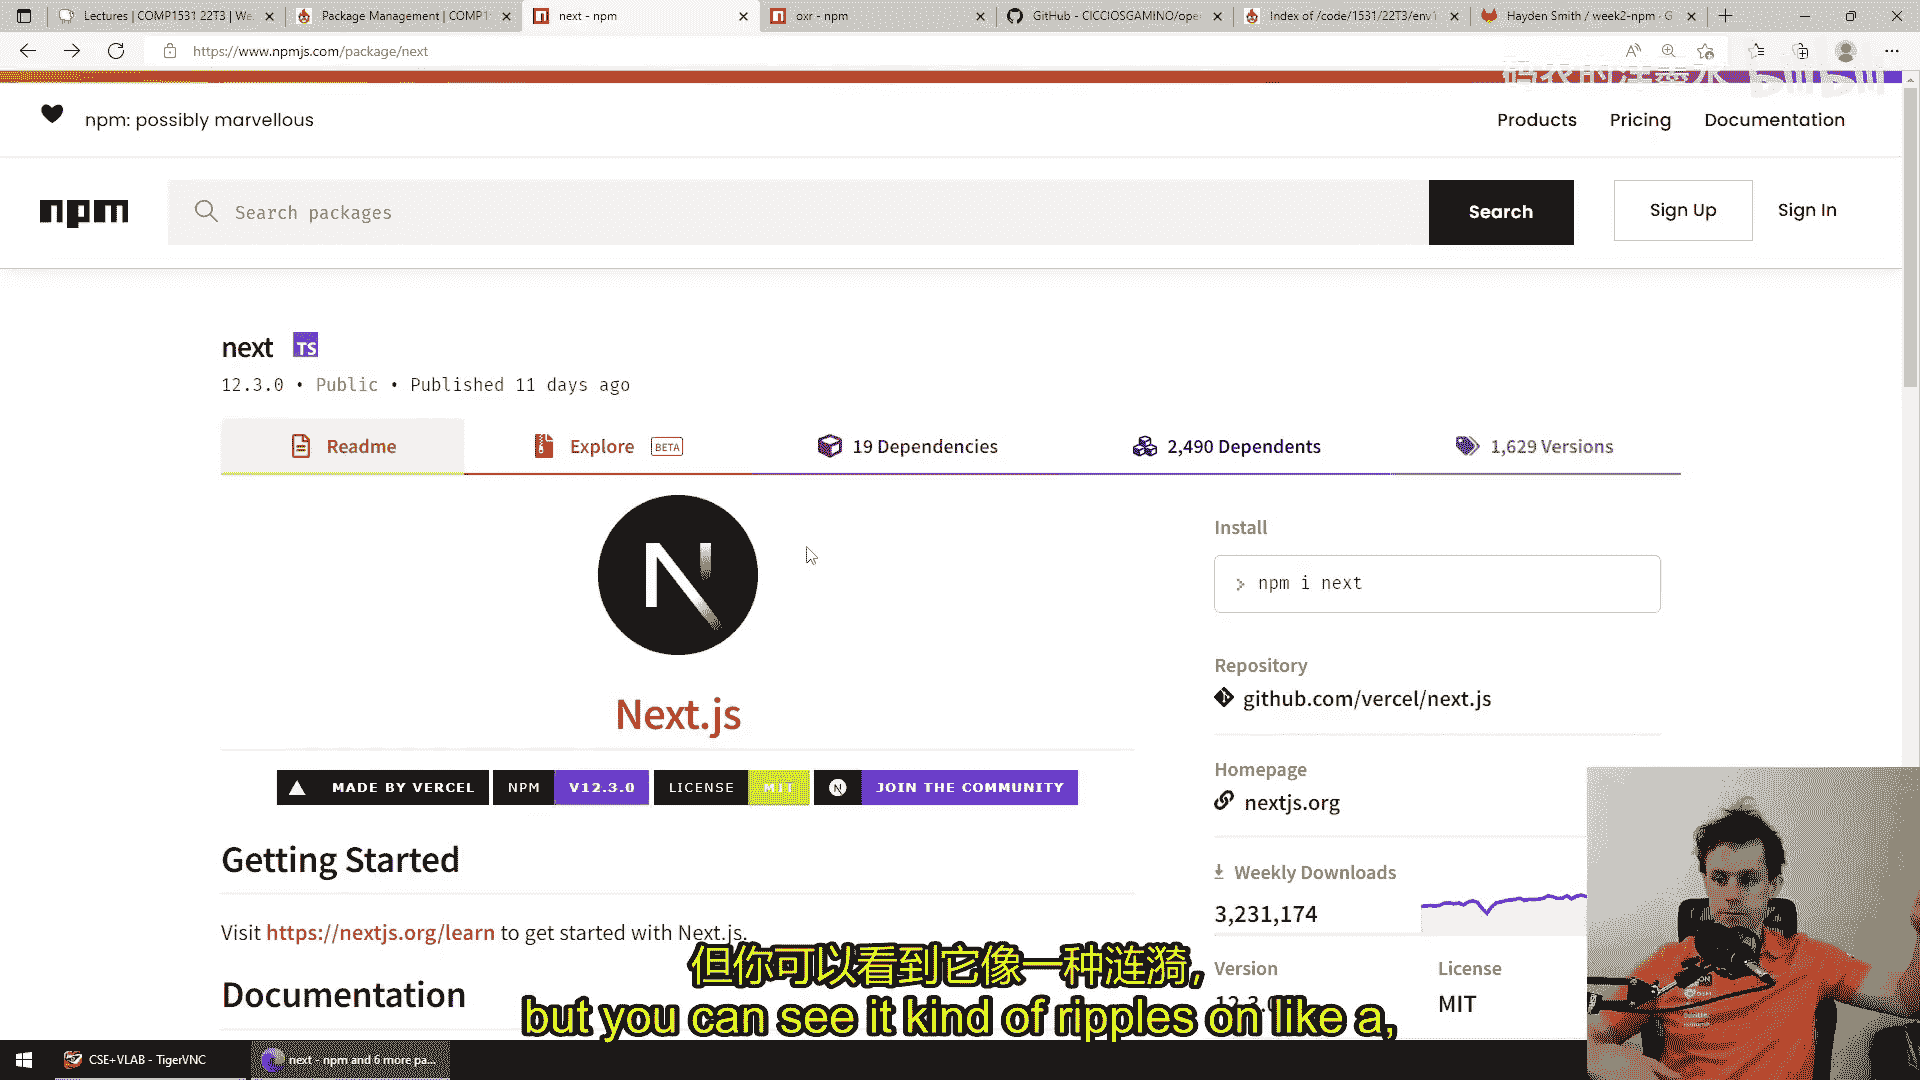 Lectures | COMP1531 22T3 | We
Package Management | COMP1
next - npm
oxr - npm
GitHub - CICCIOSGAMINO/ope
Index of /code/1531/22T3/env
Hayden Smith / week2-npm · G
https://www.npmjs.com/package/next
npm: possibly marvellous
Products
Pricing
Documentation
npm
Search packages
Search
Sign Up
Sign In
next TS
12.3.0 • Public • Published 11 days ago
Readme
Explore BETA
19 Dependencies
2,490 Dependents
1,629 Versions
N
Install
> npm i next
Repository
github.com/vercel/next.js
Next.js
MADE BY VERCEL
NPM V12.3.0
LICENSE MIT
N JOIN THE COMMUNITY
Homepage
nextjs.org
Getting Started
Weekly Downloads
3,231,174
Visit https://nextjs.org/learn to get started with Next.js.
Documentation
Version
License
MIT
但你可以看到它像一种涟漪,
but you can see it kind of ripples on like a,
CSE+VLAB - TigerVNC
next - npm and 6 more pa...